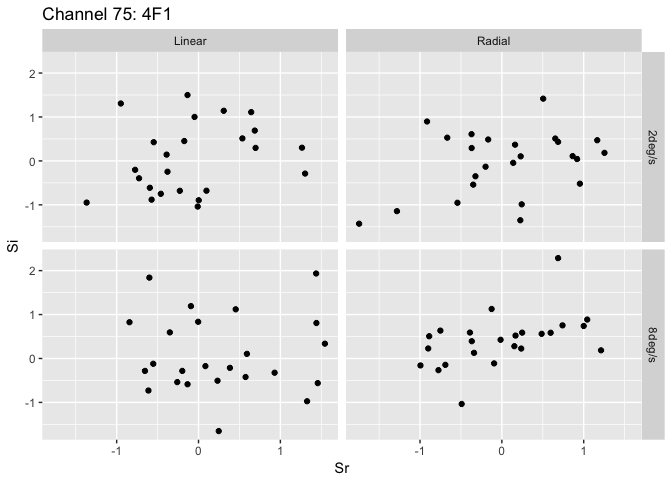 Channel 75: 4F1
Linear Radial
2
1
0
-1
2deg/s
Si
2
1
0
-1
8deg/s
-1 0 1 -1 0 1
Sr